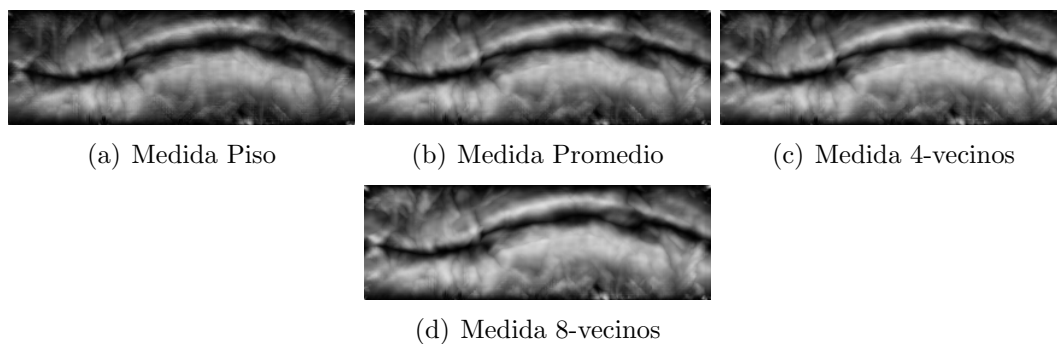 (a) Medida Piso
(b) Medida Promedio
(c) Medida 4-vecinos
(d) Medida 8-vecinos